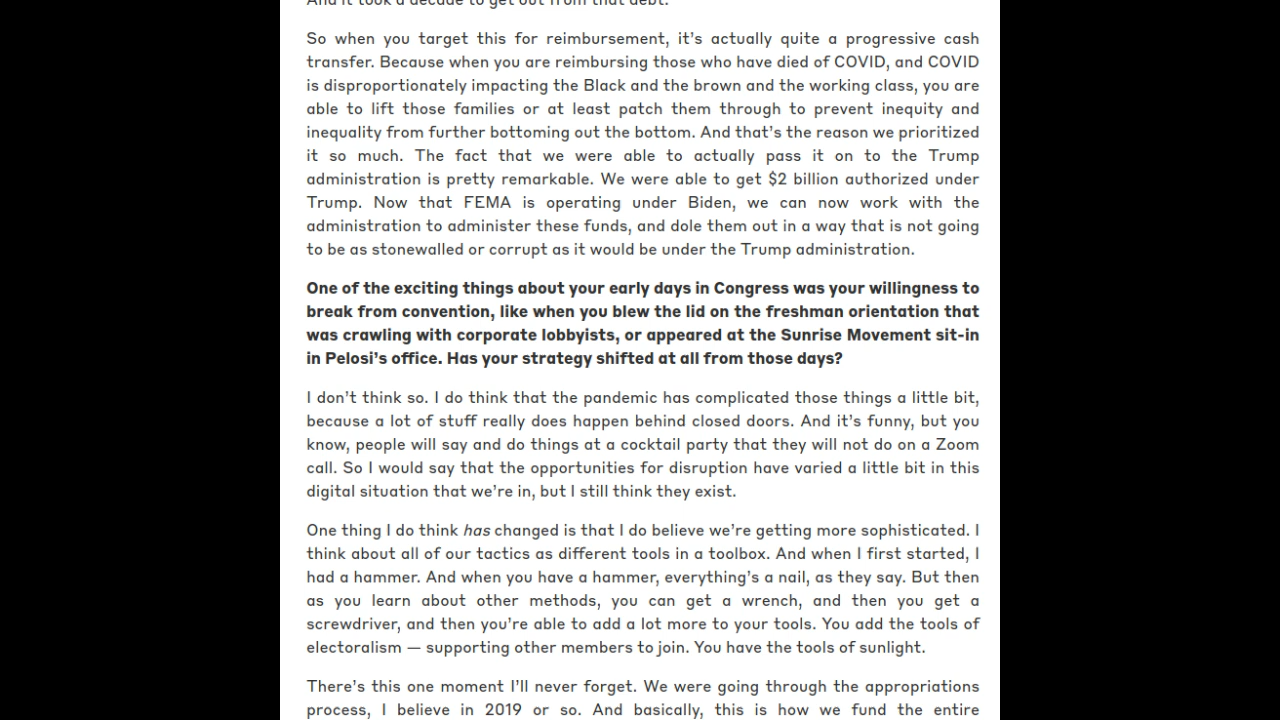 And it took a decade to get out from that debt.
So when you target this for reimbursement, it's actually quite a progressive cash
transfer. Because when you are reimbursing those who have died of COVID, and COVID
is disproportionately impacting the Black and the brown and the working class, you are
able to lift those families or at least patch them through to prevent inequity and
inequality from further bottoming out the bottom. And that's the reason we prioritized
it so much. The fact that we were able to actually pass it on to the Trump
administration is pretty remarkable. We were able to get $2 billion authorized under
Trump. Now that FEMA is operating under Biden, we can now work with the
administration to administer these funds, and dole them out in a way that is not going
to be as stonewalled or corrupt as it would be under the Trump administration.
One of the exciting things about your early days in Congress was your willingness to
break from convention, like when you blew the lid on the freshman orientation that
was crawling with corporate lobbyists, or appeared at the Sunrise Movement sit-in
in Pelosi's office. Has your strategy shifted at all from those days?
I don't think so. I do think that the pandemic has complicated those things a little bit,
because a lot of stuff really does happen behind closed doors. And it's funny, but you
know, people will say and do things at a cocktail party that they will not do on a Zoom
call. So I would say that the opportunities for disruption have varied a little bit in this
digital situation that we're in, but I still think they exist.
One thing I do think has changed is that I do believe we're getting more sophisticated. I
think about all of our tactics as different tools in a toolbox. And when I first started, I
had a hammer. And when you have a hammer, everything's a nail, as they say. But then
as you learn about other methods, you can get a wrench, and then you get a
screwdriver, and then you're able to add a lot more to your tools. You add the tools of
electoralism — supporting other members to join. You have the tools of sunlight.
There's this one moment I'll never forget. We were going through the appropriations
process, I believe in 2019 or so. And basically, this is how we fund the entire